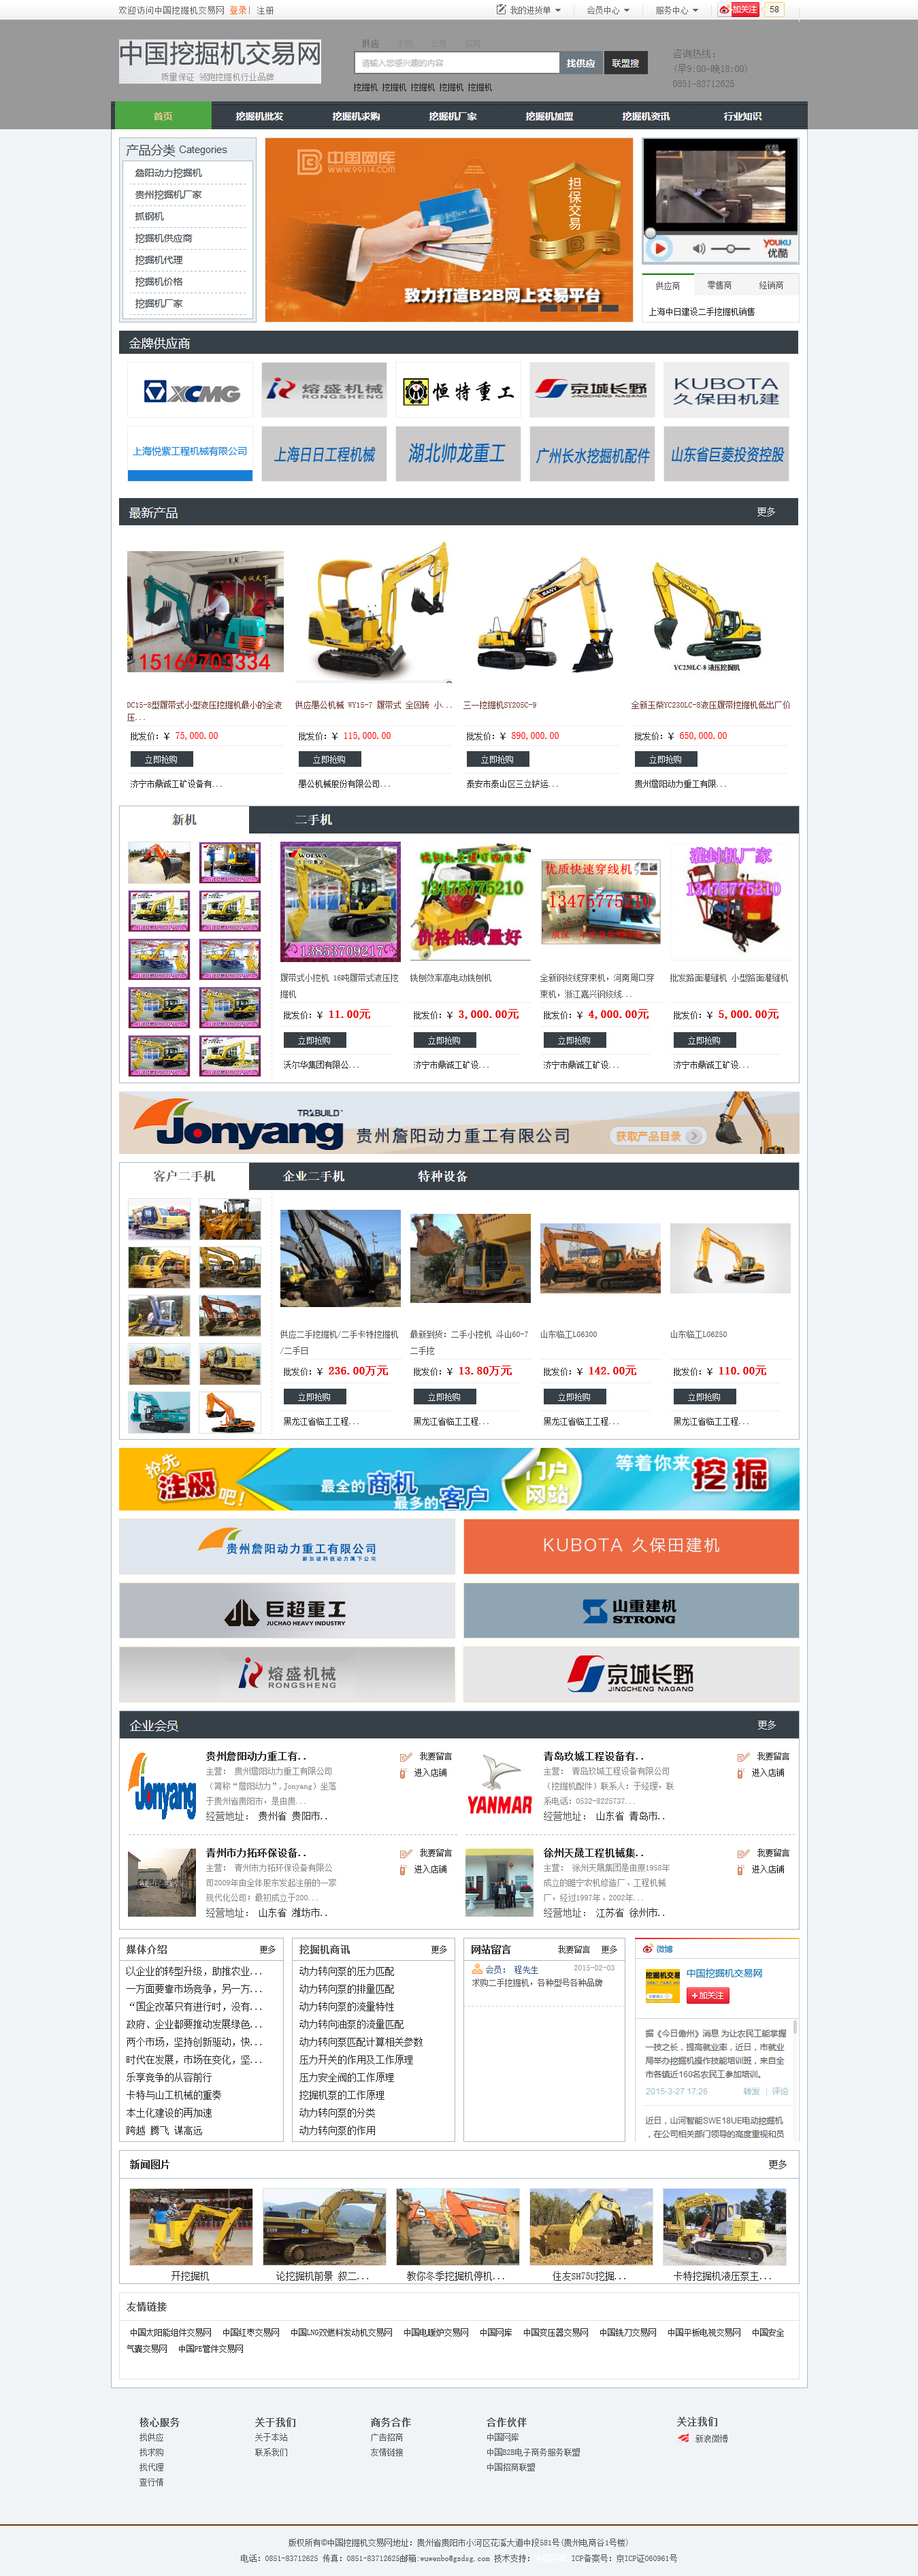 欢迎访问中国挖掘机交易网 登录| 注册
我的进货单 会员中心 服务中心 加关注 58
中国挖掘机交易网
质量保证 领跑挖掘机行业品牌
供应
请输入您感兴趣的内容 找供应 联盟搜
挖掘机 挖掘机 挖掘机 挖掘机 挖掘机
咨询热线:
(早9:00-晚18:00)
0851-83712625
首页 挖掘机批发 挖掘机求购 挖掘机厂家 挖掘机加盟 挖掘机资讯 行业知识
产品分类 Categories
詹阳动力挖掘机
贵州挖掘机厂家
抓钢机
挖掘机供应商
挖掘机代理
挖掘机价格
挖掘机厂家
中国网库
www.99114.com
担保交易
致力打造B2B网上交易平台
优酷
YOUKU
优酷
供应商 零售商 经销商
上海中日建设二手挖掘机销售
金牌供应商
XCMG
熔盛机械
RONGSHENG
恒特重工
京城长野
JINGCHENG NAGANO
KUBOTA
久保田机建
上海悦紫工程机械有限公司
上海日日工程机械
湖北帅龙重工
广州长水挖掘机配件
山东省巨菱投资控股
最新产品 更多
15169703334
YC230LC-8 液压挖掘机
DC15-8型履带式小型液压挖掘机最小的全液压...
供应愚公机械 WY15-7 履带式 全回转 小...
三一挖掘机SY205C-9
全新玉柴YC230LC-8液压履带挖掘机低出厂价
批发价: ¥ 75,000.00
批发价: ¥ 115,000.00
批发价: ¥ 890,000.00
批发价: ¥ 650,000.00
立即抢购 立即抢购 立即抢购 立即抢购
济宁市鼎诚工矿设备有...
愚公机械股份有限公司...
泰安市泰山区三立铲运...
贵州詹阳动力重工有限...
新机 二手机
WOLWA
13853709217
13475775210
价格低质量好
优质快速穿线机
13475775210
灌封机厂家
13475775210
履带式小挖机 16吨履带式液压挖掘机
铣刨效率高电动铣刨机
全新钢绞线穿束机,河南周口穿束机,浙江嘉兴钢绞线...
批发路面灌缝机 小型路面灌缝机
批发价: ¥ 11.00元
批发价: ¥ 3,000.00元
批发价: ¥ 4,000.00元
批发价: ¥ 5,000.00元
立即抢购 立即抢购 立即抢购 立即抢购
沃尔华集团有限公...
济宁市鼎诚工矿设...
济宁市鼎诚工矿设...
济宁市鼎诚工矿设...
Jonyang TRABUILD 贵州詹阳动力重工有限公司 获取产品目录
客户二手机 企业二手机 特种设备
供应二手挖掘机/二手卡特挖掘机/二手日
最新到货: 二手小挖机 斗山60-7 二手挖
山东临工LG6300
山东临工LG6250
批发价: ¥ 236.00万元
批发价: ¥ 13.80万元
批发价: ¥ 142.00元
批发价: ¥ 110.00元
立即抢购 立即抢购 立即抢购 立即抢购
黑龙江省临工工程...
黑龙江省临工工程...
黑龙江省临工工程...
黑龙江省临工工程...
抢先注册吧! 最全的商机 最多的客户 门户网站 等着你来挖掘
贵州詹阳动力重工有限公司
新加坡科技动力属下公司
KUBOTA 久保田建机
巨超重工
JUCHAO HEAVY INDUSTRY
山重建机
STRONG
熔盛机械
RONGSHENG
京城长野
JINGCHENG NAGANO
企业会员 更多
Jonyang
贵州詹阳动力重工有..
主营: 贵州詹阳动力重工有限公司
(简称"詹阳动力",Jonyang)坐落
于贵州省贵阳市,是由贵...
经营地址: 贵州省 贵阳市..
我要留言
进入店铺
YANMAR
青岛玖城工程设备有..
主营: 青岛玖城工程设备有限公司
(挖掘机配件)联系人: 于经理,联
系电话: 0532-8225737...
经营地址: 山东省 青岛市..
我要留言
进入店铺
青州市力拓环保设备..
主营: 青州市力拓环保设备有限公
司2009年由全体股东发起注册的一家
现代化公司; 最初成立于200...
经营地址: 山东省 潍坊市..
我要留言
进入店铺
徐州天晟工程机械集..
主营: 徐州天晟集团是由原1958年
成立的睢宁农机修造厂、工程机械
厂,经过1997年、2002年...
经营地址: 江苏省 徐州市..
我要留言
进入店铺
媒体介绍 更多
以企业的转型升级,助推农业...
一方面要靠市场竞争,另一方...
“国企改革只有进行时,没有...
政府、企业都要推动发展绿色...
两个市场,坚持创新驱动,快...
时代在发展,市场在变化,坚...
乐享竞争的从容前行
卡特与山工机械的重奏
本土化建设的再加速
跨越 腾飞 谋高远
挖掘机商讯 更多
动力转向泵的压力匹配
动力转向泵的排量匹配
动力转向泵的流量特性
动力转向油泵的流量匹配
动力转向泵匹配计算相关参数
压力开关的作用及工作原理
压力安全阀的工作原理
挖掘机泵的工作原理
动力转向泵的分类
动力转向泵的作用
网站留言 我要留言 更多
会员: 程先生 2015-02-03
求购二手挖掘机,各种型号各种品牌
微博
中国挖掘机交易网
+加关注
据《今日儋州》消息 为让农民工能掌握
一技之长,提高就业率,近日,市就业
局举办挖掘机操作技能培训班,来自全
市各镇近160名农民工参加培训。
2015-3-27 17:26 转发 | 评论
近日,山河智能SWE18UE电动挖掘机
,在公司相关部门领导的高度重视和员
新闻图片 更多
开挖掘机
论挖掘机前景 叙二...
教你冬季挖掘机停机...
住友SH75U挖掘...
卡特挖掘机液压泵主...
友情链接
中国太阳能组件交易网 中国红枣交易网 中国LNG双燃料发动机交易网 中国电暖炉交易网 中国网库 中国变压器交易网 中国铣刀交易网 中国平板电视交易网 中国安全
气囊交易网 中国PE管件交易网
核心服务 关于我们 商务合作 合作伙伴 关注我们
找供应 关于本站 广告招商 中国网库 新浪微博
找求购 联系我们 友情链接 中国B2B电子商务服务联盟
找代理 中国招商联盟
查行情
版权所有©中国挖掘机交易网地址: 贵州省贵阳市小河区花溪大道中段581号(贵州电商谷1号楼)
电话: 0851-83712625 传真: 0851-83712625邮箱:wuwenbo@gzdsg.com 技术支持: ICP备案号: 京ICP证060961号